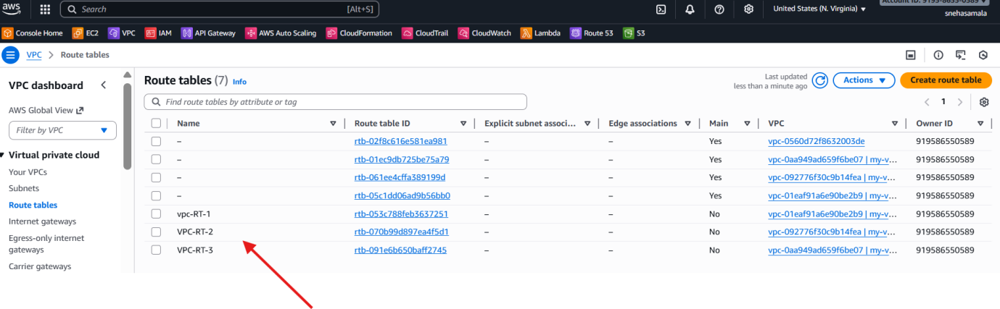 aws
Search [Alt+S]
Account ID: 9195-8655-0589
United States (N. Virginia)
snehasamala
Console Home EC2 VPC IAM API Gateway AWS Auto Scaling CloudFormation CloudTrail CloudWatch Lambda Route 53 S3
VPC > Route tables
VPC dashboard
AWS Global View
Filter by VPC
Virtual private cloud
Your VPCs
Subnets
Route tables
Internet gateways
Egress-only internet
gateways
Carrier gateways
Route tables (7) Info
Last updated
less than a minute ago
Actions
Create route table
Find route tables by attribute or tag
1
Name Route table ID Explicit subnet associ... Edge associations Main VPC Owner ID
– rtb-02f8c616e581ea981 – – Yes vpc-0560d72f8632003de 919586550589
– rtb-01ec9db725be75a79 – – Yes vpc-0aa949ad659f6be07 | my-v... 919586550589
– rtb-061ee4cffa389199d – – Yes vpc-092776f30c9b14fea | my-v... 919586550589
– rtb-05c1dd06ad9b56bb0 – – Yes vpc-01eaf91a6e90be2b9 | my-v... 919586550589
vpc-RT-1 rtb-053c788feb3637251 – – No vpc-01eaf91a6e90be2b9 | my-v... 919586550589
VPC-RT-2 rtb-070b99d897ea4f5d1 – – No vpc-092776f30c9b14fea | my-v... 919586550589
VPC-RT-3 rtb-091e6b650baff2745 – – No vpc-0aa949ad659f6be07 | my-v... 919586550589